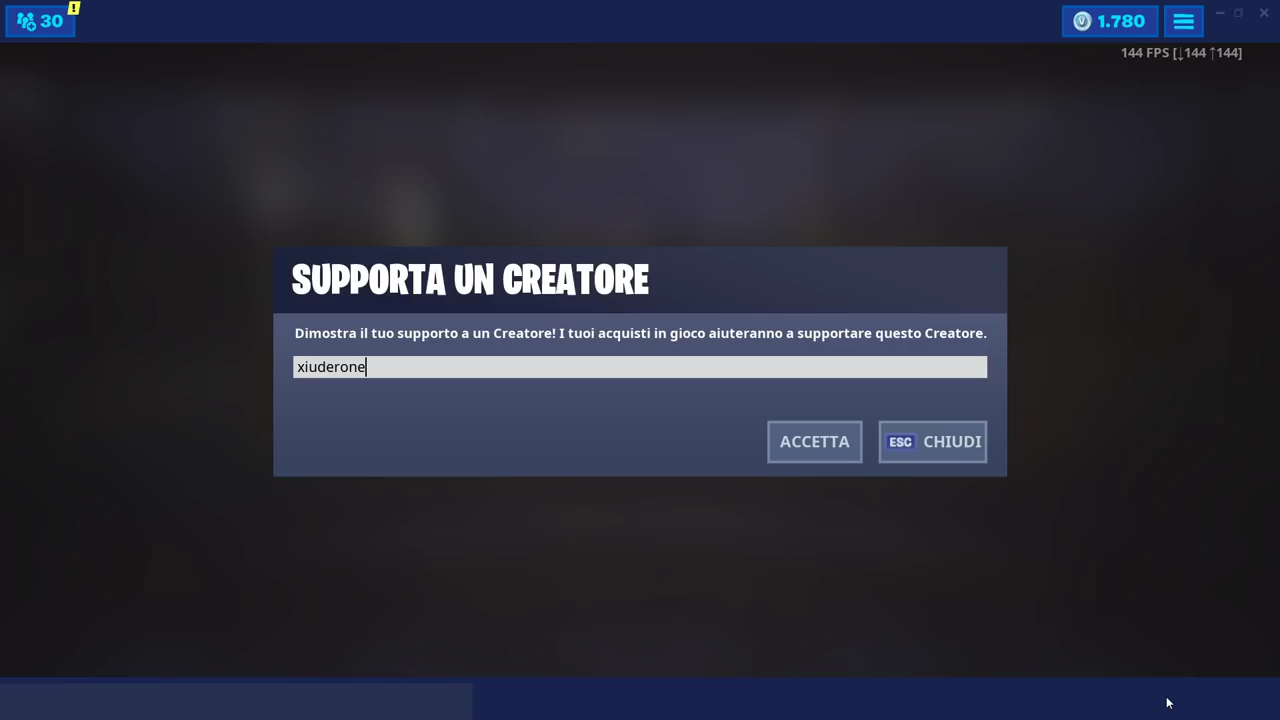 30
!
1.780
144 FPS [↓144 ↑144]
SUPPORTA UN CREATORE
Dimostra il tuo supporto a un Creatore! I tuoi acquisti in gioco aiuteranno a supportare questo Creatore.
xiuderone
ACCETTA
ESC CHIUDI